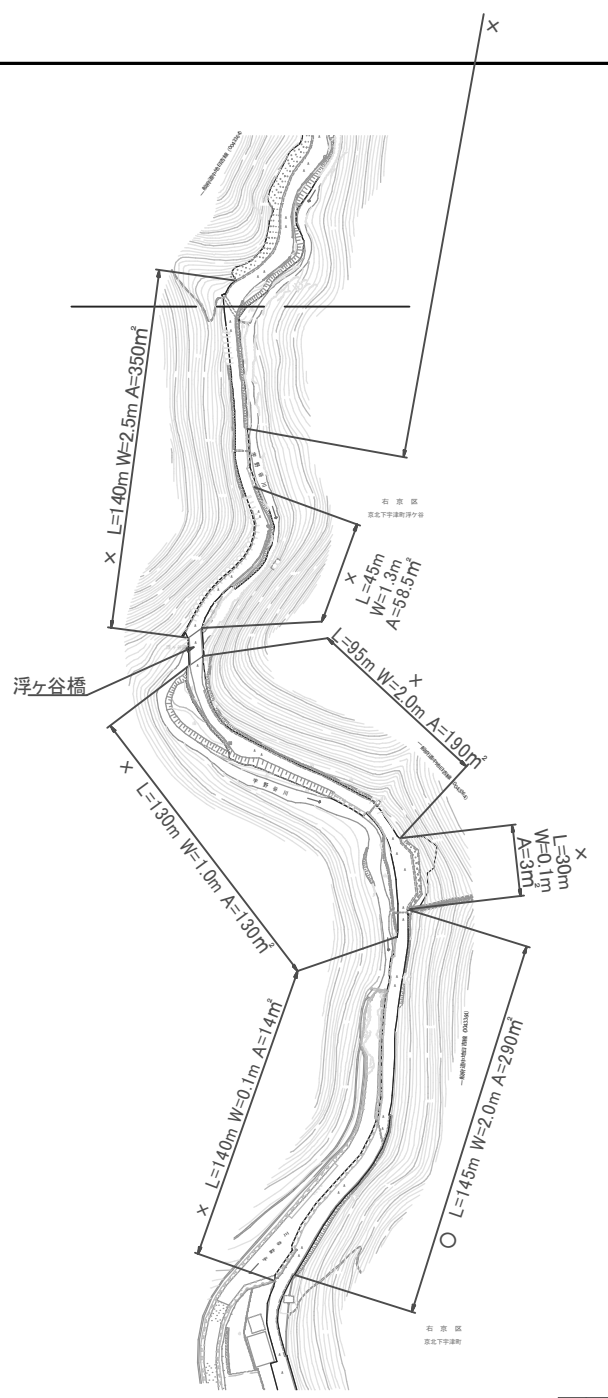 ×
× L=140m W=2.5m A=350m²
右 京 区
京北下宇津町浮ケ谷
×
L=45m
W=1.3m
A=58.5m²
浮ヶ谷橋
×
L=95m W=2.0m A=190m²
× L=130m W=1.0m A=130m²
×
L=30m
W=0.1m
A=3m²
× L=140m W=0.1m A=14m²
○ L=145m W=2.0m A=290m²
右 京 区
京北下宇津町